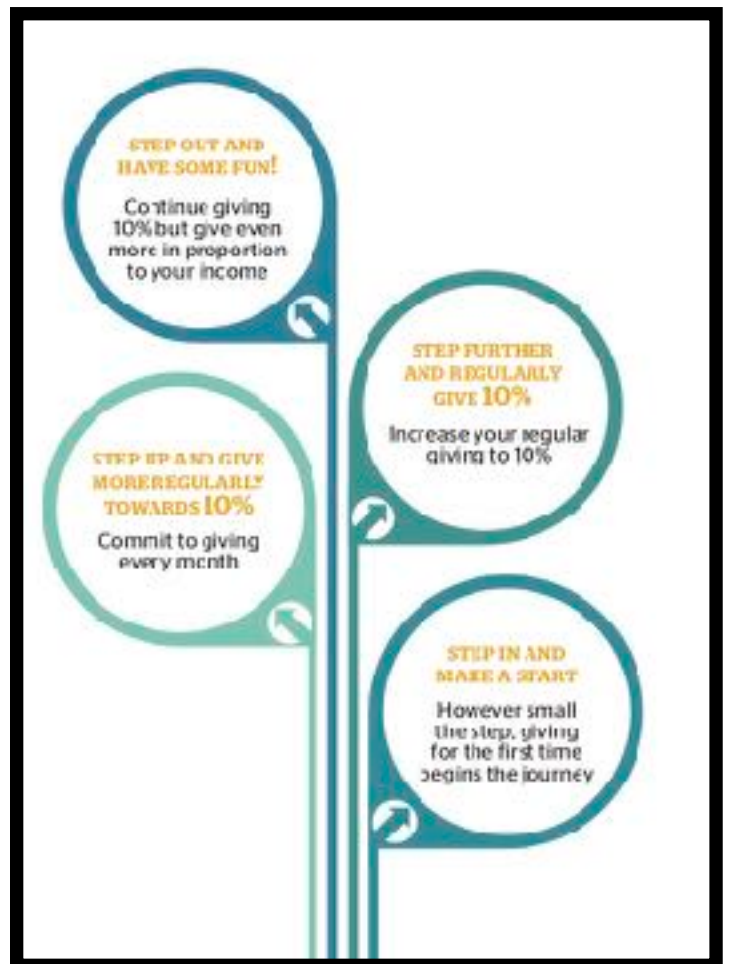 STEP OUT AND
HAVE SOME FUN!
Continue giving
10% but give even
more in proportion
to your income
STEP FURTHER
AND REGULARLY
GIVE 10%
Increase your regular
giving to 10%
STEP UP AND GIVE
MORE REGULARLY
TOWARDS 10%
Commit to giving
every month
STEP IN AND
MAKE A START
However small
the step, giving
for the first time
begins the journey